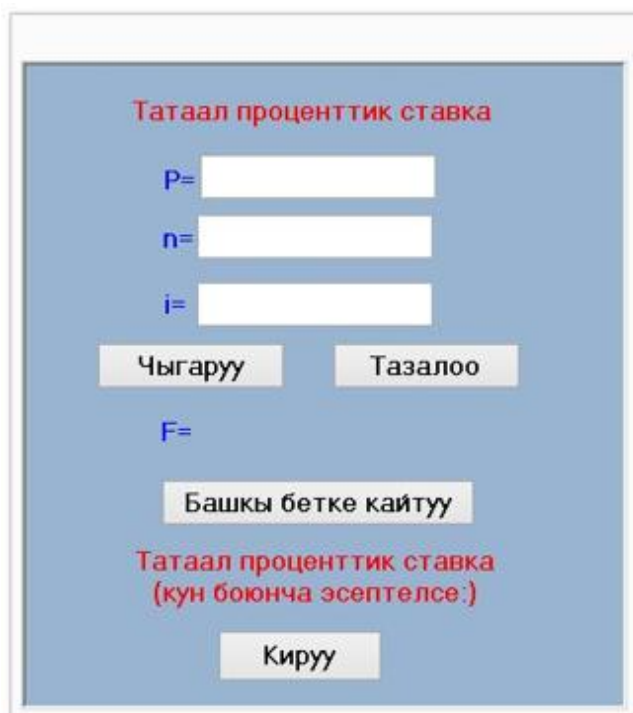 Татаал проценттик ставка
P=
n=
i=
Чыгаруу Тазалоо
F=
Башкы бетке кайтуу
Татаал проценттик ставка
(кун боюнча эсептелсе:)
Кируу